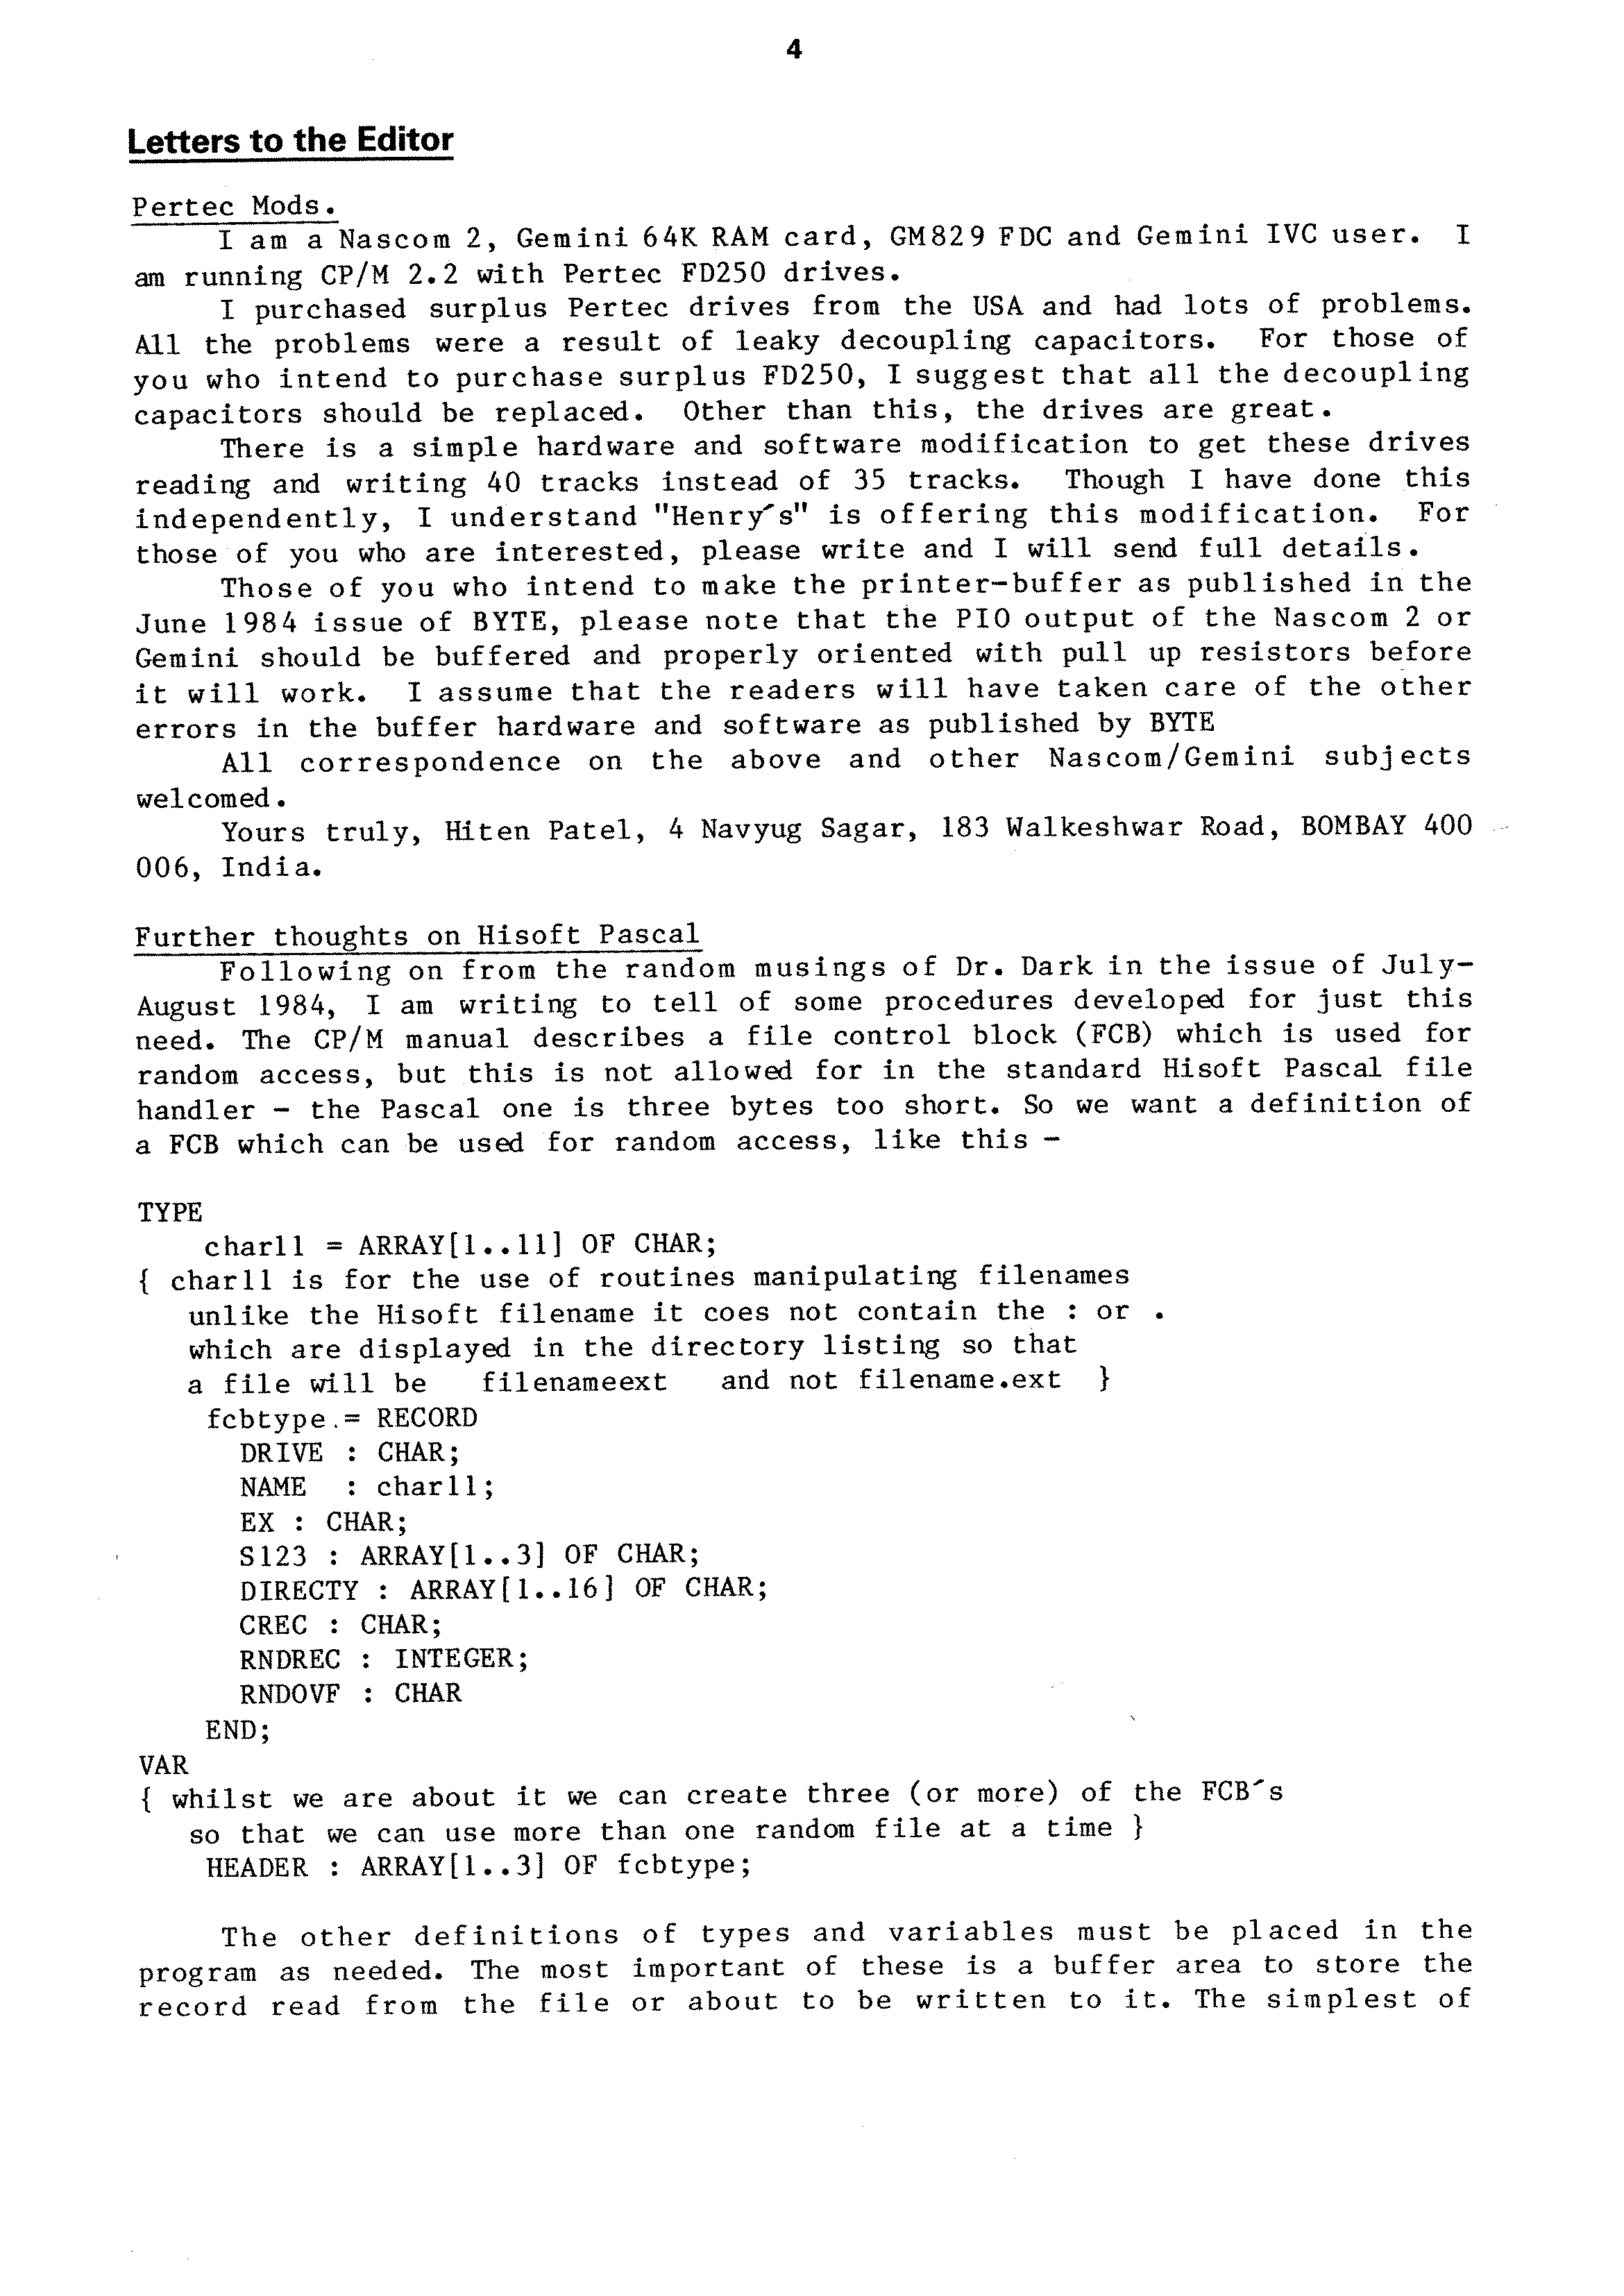 4
Letters to the Editor
Pertec Mods.
I am a Nascom 2, Gemini 64K RAM card, GM829 FDC and Gemini IVC user. I
am running CP/M 2.2 with Pertec FD250 drives.
I purchased surplus Pertec drives from the USA and had lots of problems.
All the problems were a result of leaky decoupling capacitors. For those of
you who intend to purchase surplus FD250, I suggest that all the decoupling
capacitors should be replaced. Other than this, the drives are great.
There is a simple hardware and software modification to get these drives
reading and writing 40 tracks instead of 35 tracks. Though I have done this
independently, I understand "Henry's" is offering this modification. For
those of you who are interested, please write and I will send full details.
Those of you who intend to make the printer-buffer as published in the
June 1984 issue of BYTE, please note that the PIO output of the Nascom 2 or
Gemini should be buffered and properly oriented with pull up resistors before
it will work. I assume that the readers will have taken care of the other
errors in the buffer hardware and software as published by BYTE
All correspondence on the above and other Nascom/Gemini subjects
welcomed.
Yours truly, Hiten Patel, 4 Navyug Sagar, 183 Walkeshwar Road, BOMBAY 400
006, India.
Further thoughts on Hisoft Pascal
Following on from the random musings of Dr. Dark in the issue of July-
August 1984, I am writing to tell of some procedures developed for just this
need. The CP/M manual describes a file control block (FCB) which is used for
random access, but this is not allowed for in the standard Hisoft Pascal file
handler - the Pascal one is three bytes too short. So we want a definition of
a FCB which can be used for random access, like this -
TYPE
char11 = ARRAY[1..11] OF CHAR;
{ char11 is for the use of routines manipulating filenames
unlike the Hisoft filename it coes not contain the : or .
which are displayed in the directory listing so that
a file will be filenameext and not filename.ext }
fcbtype.= RECORD
DRIVE : CHAR;
NAME : char11;
EX : CHAR;
S123 : ARRAY[1..3] OF CHAR;
DIRECTY : ARRAY[1..16] OF CHAR;
CREC : CHAR;
RNDREC : INTEGER;
RNDOVF : CHAR
END;
VAR
{ whilst we are about it we can create three (or more) of the FCB's
so that we can use more than one random file at a time }
HEADER : ARRAY[1..3] OF fcbtype;
The other definitions of types and variables must be placed in the
program as needed. The most important of these is a buffer area to store the
record read from the file or about to be written to it. The simplest of